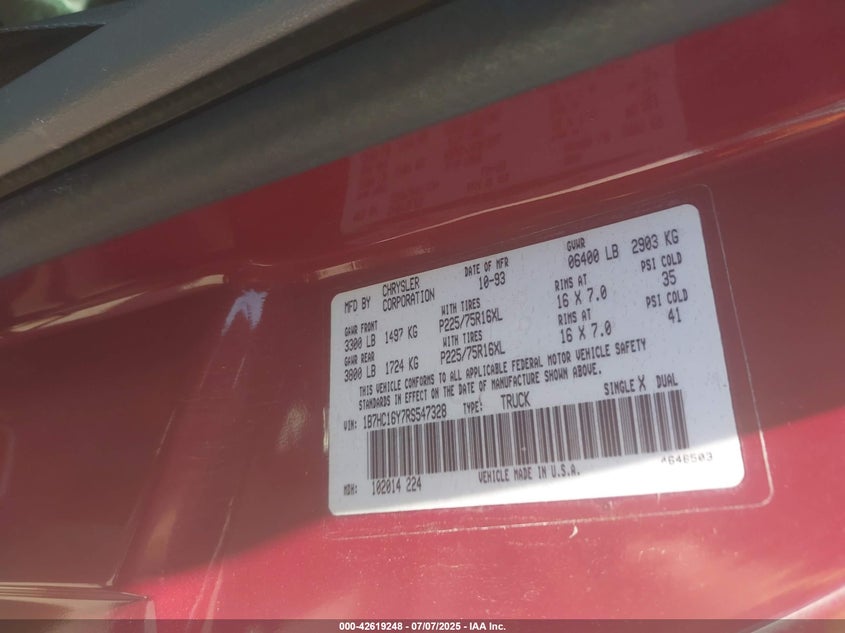 MFD BY CHRYSLER CORPORATION DATE OF MFR 10-93 GVWR 06400 LB 2903 KG
GAWR FRONT WITH TIRES RIMS AT PSI COLD
3300 LB 1497 KG P225/75R16XL 16 X 7.0 35
GAWR REAR WITH TIRES RIMS AT PSI COLD
3800 LB 1724 KG P225/75R16XL 16 X 7.0 41
THIS VEHICLE CONFORMS TO ALL APPLICABLE FEDERAL MOTOR VEHICLE SAFETY
STANDARDS IN EFFECT ON THE DATE OF MANUFACTURE SHOWN ABOVE.
VIN: 1B7HC16Y7RS547328 TYPE: TRUCK SINGLE X DUAL
MDH: 102014 224 VEHICLE MADE IN U.S.A. 4646503
000-42619248 - 07/07/2025 - IAA Inc.